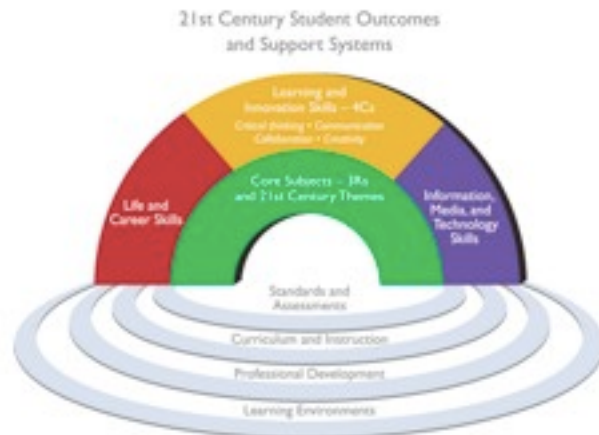 21st Century Student Outcomes
and Support Systems
Learning and
Innovation Skills – 4Cs
Critical thinking • Communication
Collaboration • Creativity
Core Subjects – 3Rs
and 21st Century Themes
Life and
Career Skills
Information,
Media, and
Technology
Skills
Standards and
Assessments
Curriculum and Instruction
Professional Development
Learning Environments